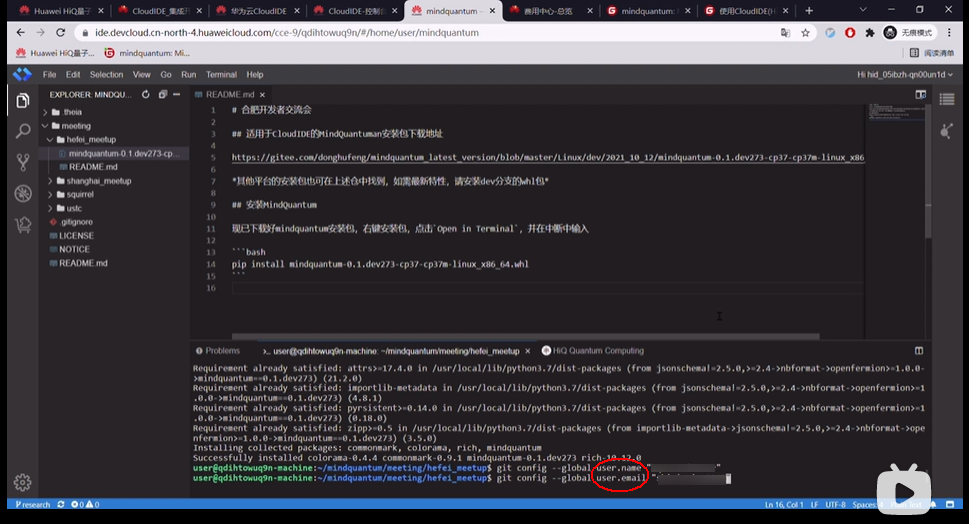 Huawei HiQ量子
CloudIDE_集成开
华为云CloudIDE
CloudIDE-控制台
mindquantum -
费用中心-总览
mindquantum:
使用CloudIDE(H
ide.devcloud.cn-north-4.huaweicloud.com/cce-9/qdihtowuq9n/#/home/user/mindquantum
无痕模式
Huawei HiQ量子...
mindquantum: Mi...
阅读清单
File Edit Selection View Go Run Terminal Help
Hi hid_05ibzh-qn00un1d
EXPLORER: MINDQU...
README.md
.theia
meeting
hefei_meetup
mindquantum-0.1.dev273-cp...
README.md
shanghai_meetup
squirrel
ustc
.gitignore
LICENSE
NOTICE
README.md
1 # 合肥开发者交流会
2
3 ## 适用于CloudIDE的MindQuantuman安装包下载地址
4
5 https://gitee.com/donghufeng/mindquantum_latest_version/blob/master/Linux/dev/2021_10_12/mindquantum-0.1.dev273-cp37-cp37m-linux_x86
6
7 *其他平台的安装包也可在上述仓中找到，如需最新特性，请安装dev分支的whl包*
8
9 ## 安装MindQuantum
10
11 现已下载好mindquantum安装包，右键安装包，点击`Open in Terminal`，并在中断中输入
12
13 ```bash
14 pip install mindquantum-0.1.dev273-cp37-cp37m-linux_x86_64.whl
15 ```
16
Problems
>_ user@qdihtowuq9n-machine: ~/mindquantum/meeting/hefei_meetup
HiQ Quantum Computing
Requirement already satisfied: attrs>=17.4.0 in /usr/local/lib/python3.7/dist-packages (from jsonschema!=2.5.0,>=2.4->nbformat->openfermion>=1.0.0-
>mindquantum==0.1.dev273) (21.2.0)
Requirement already satisfied: importlib-metadata in /usr/local/lib/python3.7/dist-packages (from jsonschema!=2.5.0,>=2.4->nbformat->openfermion>=1
.0.0->mindquantum==0.1.dev273) (4.8.1)
Requirement already satisfied: pyrsistent>=0.14.0 in /usr/local/lib/python3.7/dist-packages (from jsonschema!=2.5.0,>=2.4->nbformat->openfermion>=1
.0.0->mindquantum==0.1.dev273) (0.18.0)
Requirement already satisfied: zipp>=0.5 in /usr/local/lib/python3.7/dist-packages (from importlib-metadata->jsonschema!=2.5.0,>=2.4->nbformat->ope
nfermion>=1.0.0->mindquantum==0.1.dev273) (3.5.0)
Installing collected packages: commonmark, colorama, rich, mindquantum
Successfully installed colorama-0.4.4 commonmark-0.9.1 mindquantum-0.1.dev273 rich-10.12.0
user@qdihtowuq9n-machine:~/mindquantum/meeting/hefei_meetup$ git config --global user.name "
user@qdihtowuq9n-machine:~/mindquantum/meeting/hefei_meetup$ git config --global user.email "
research
0
0
Ln 16, Col 1
LF
UTF-8